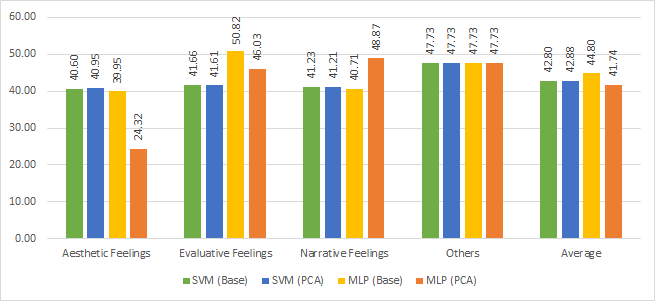 60.00
50.00
40.00
30.00
20.00
10.00
0.00
40.60 40.95 39.95 24.32
41.66 41.61 50.82 46.03
41.23 41.21 40.71 48.87
47.73 47.73 47.73 47.73
42.80 42.88 44.80 41.74
Aesthetic Feelings Evaluative Feelings Narrative Feelings Others Average
SVM (Base) SVM (PCA) MLP (Base) MLP (PCA)